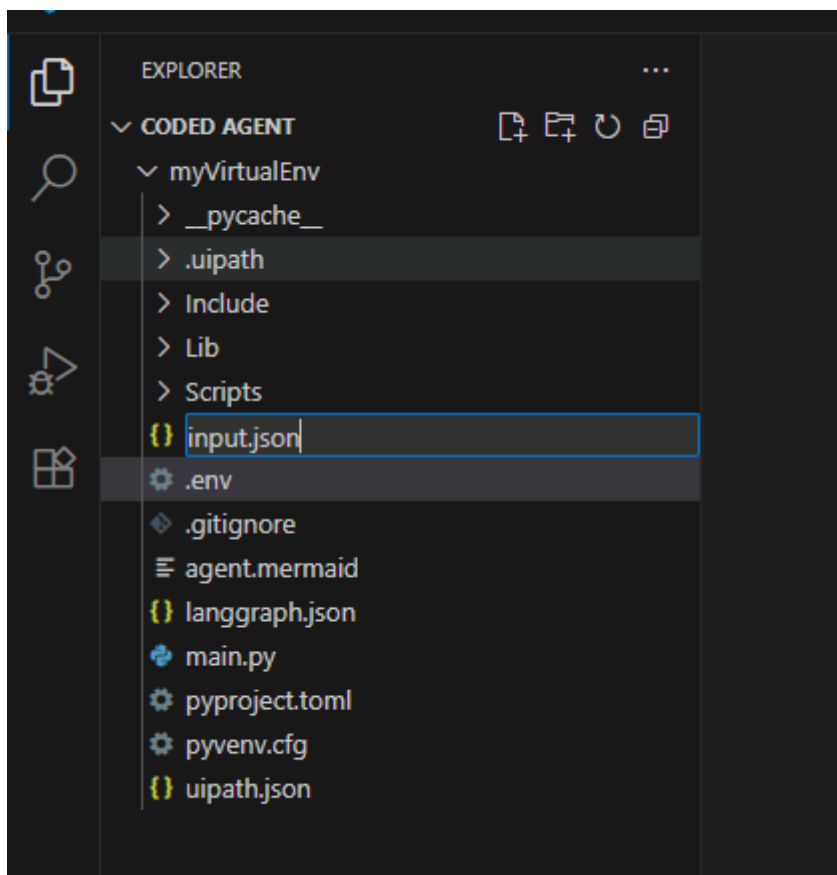 EXPLORER
CODED AGENT
myVirtualEnv
__pycache__
.uipath
Include
Lib
Scripts
input.json
.env
.gitignore
agent.mermaid
langgraph.json
main.py
pyproject.toml
pyvenv.cfg
uipath.json